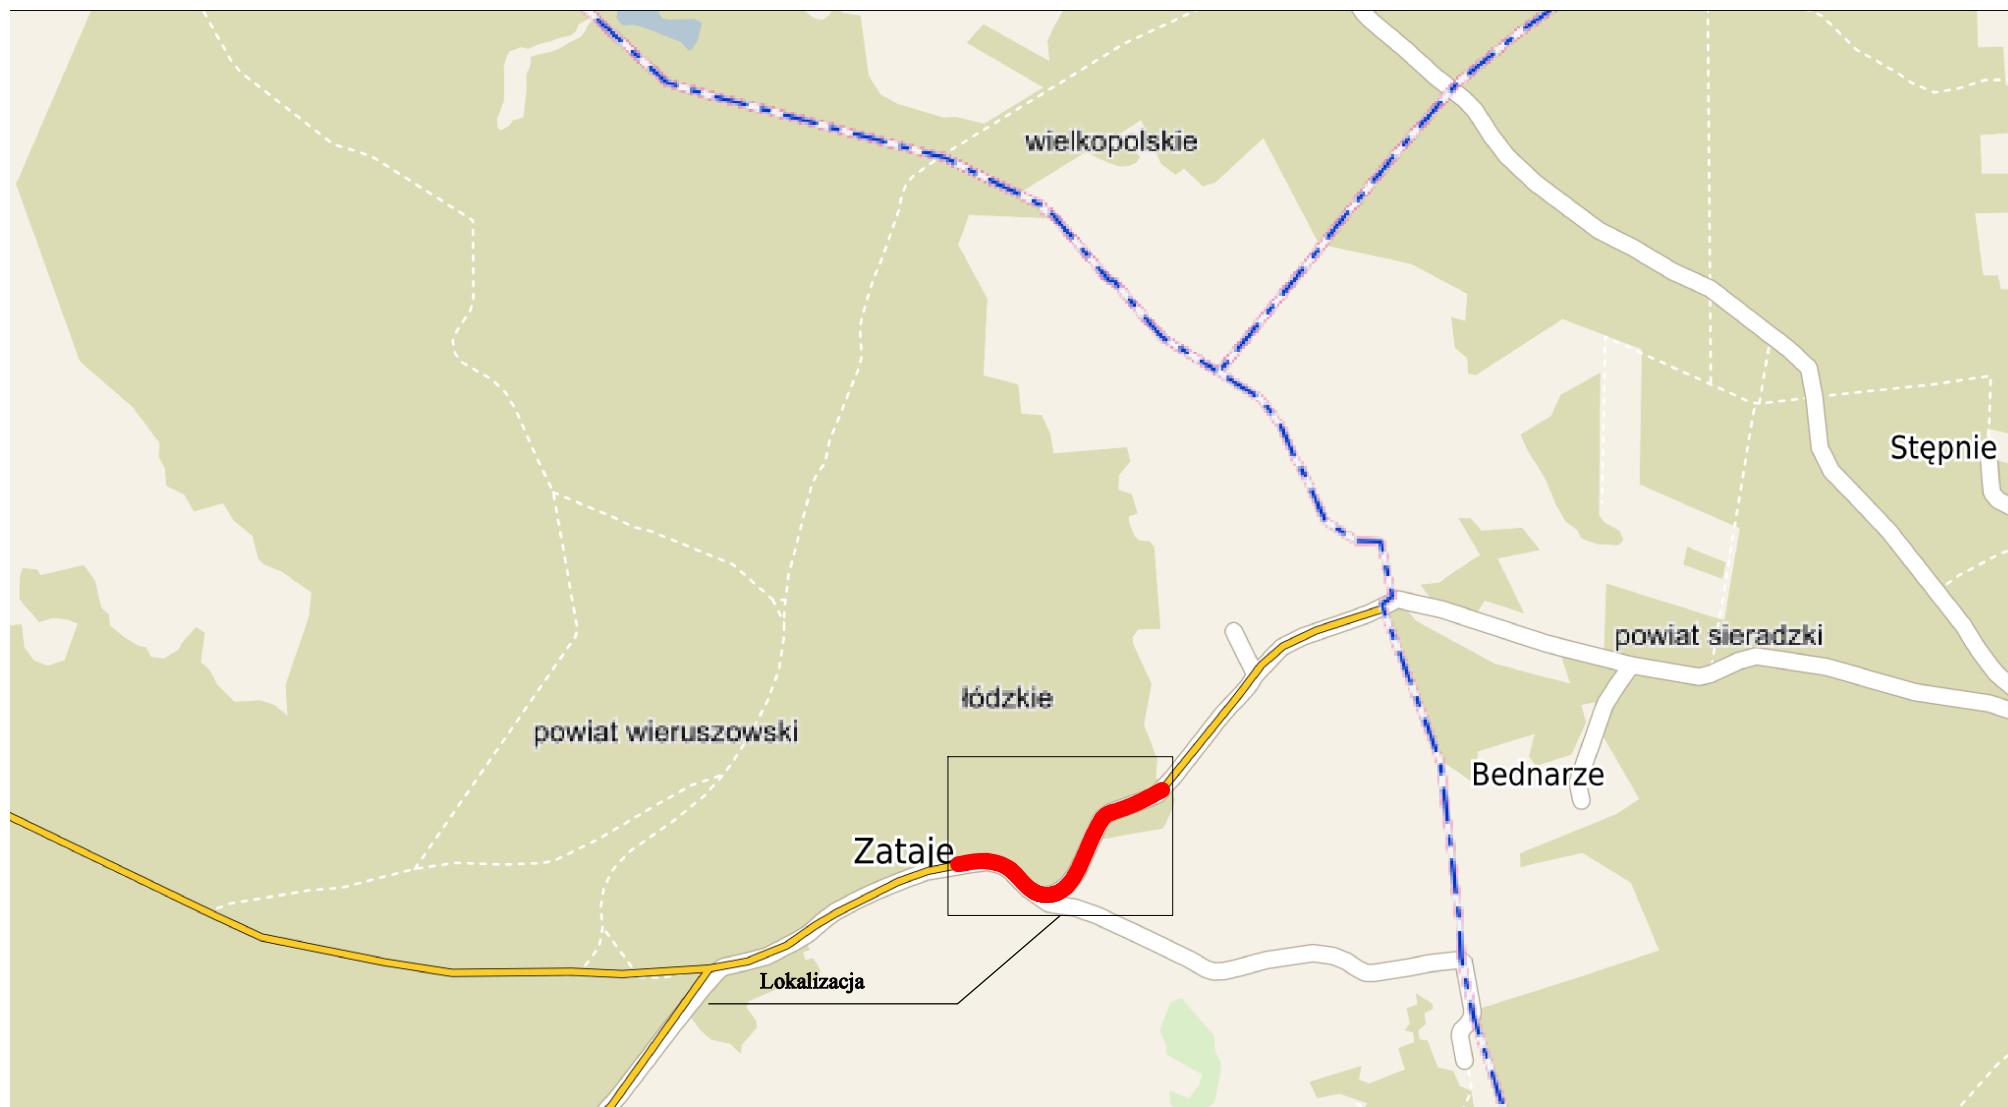 wielkopolskie
Stępnie
powiat sieradzki
łódzkie
powiat wieruszowski
Bednarze
Zataje
Lokalizacja